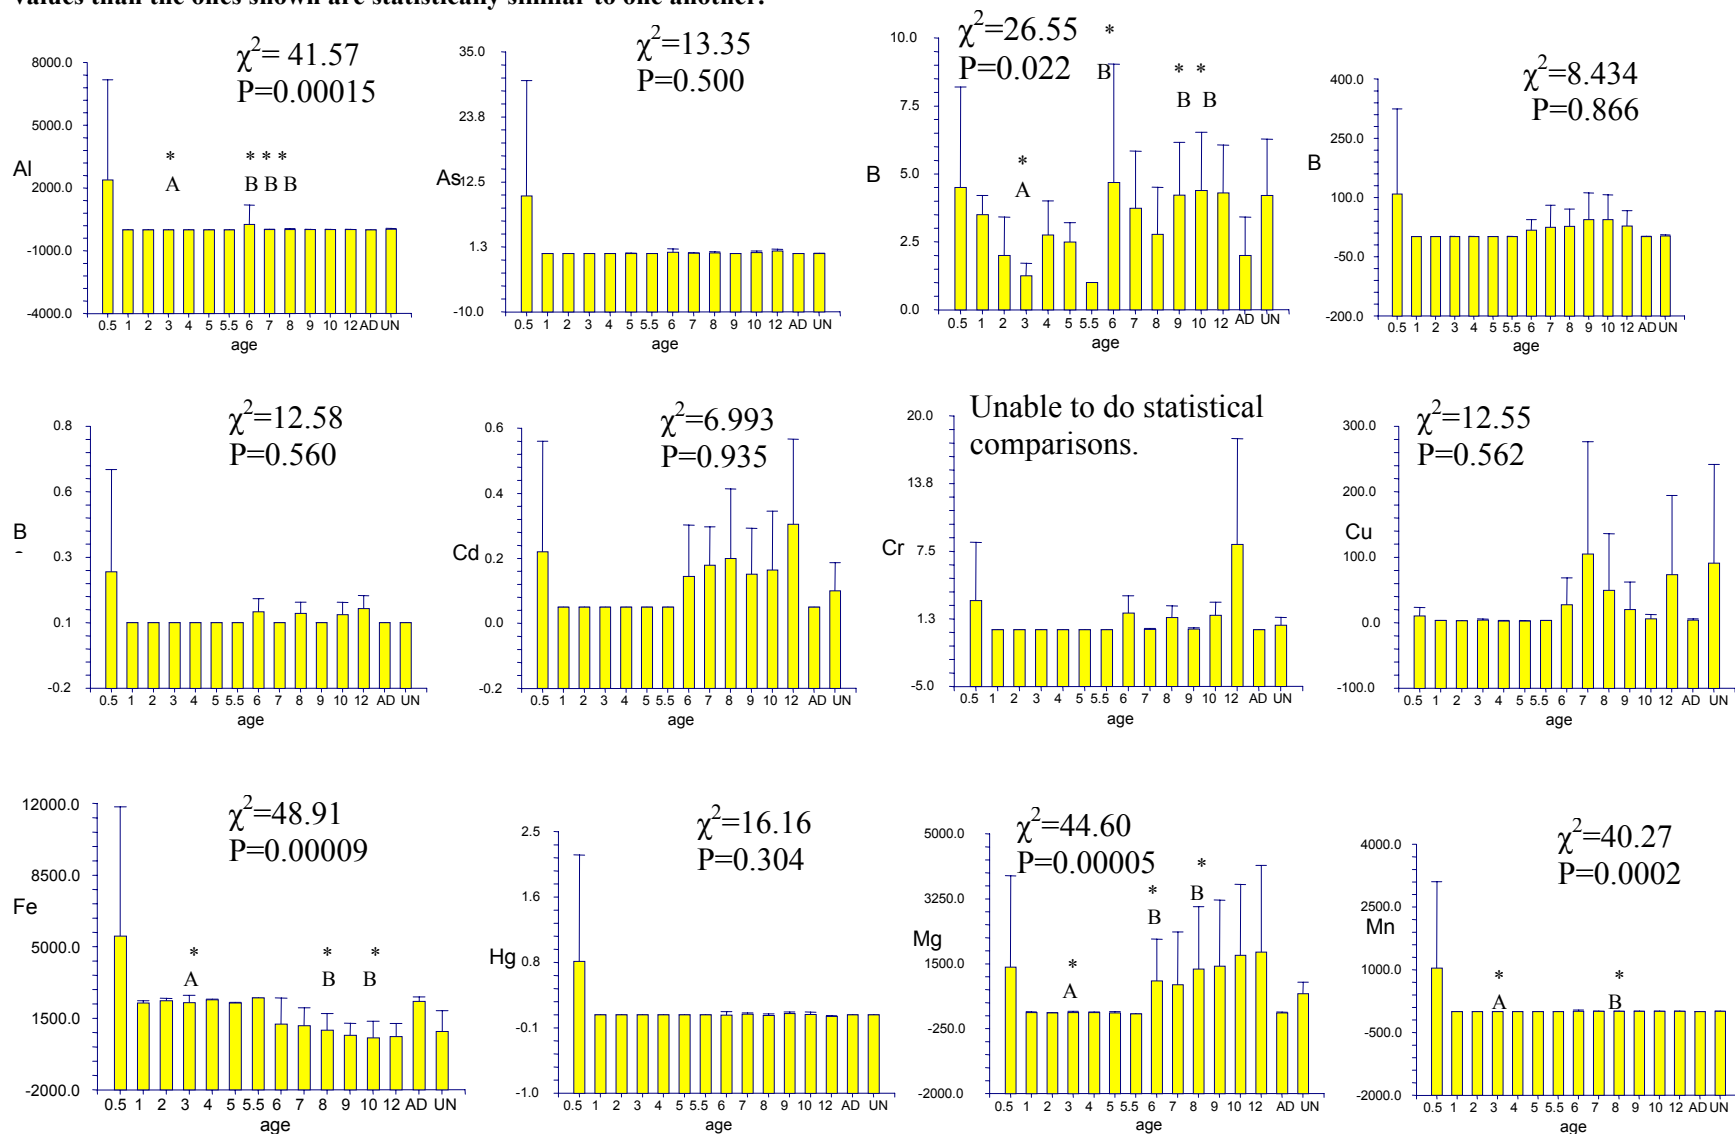 values than the ones shown are statistically similar to one another.
χ²= 41.57
P=0.00015
8000.0
5000.0
2000.0
-1000.0
-4000.0
Al
* * * *
A B B B
0.5 1 2 3 4 5 5.5 6 7 8 9 10 12 AD UN
age
χ²=13.35
P=0.500
35.0
23.8
12.5
1.3
-10.0
As
0.5 1 2 3 4 5 5.5 6 7 8 9 10 12 AD UN
age
χ²=26.55
P=0.022
10.0
7.5
5.0
2.5
0.0
B
*
B
* *
B B
*
A
0.5 1 2 3 4 5 5.5 6 7 8 9 10 12 AD UN
age
χ²=8.434
P=0.866
400.0
250.0
100.0
-50.0
-200.0
B
0.5 1 2 3 4 5 5.5 6 7 8 9 10 12 AD UN
age
χ²=12.58
P=0.560
0.8
0.6
0.3
0.1
-0.2
B
0.5 1 2 3 4 5 5.5 6 7 8 9 10 12 AD UN
age
χ²=6.993
P=0.935
0.6
0.4
0.2
0.0
-0.2
Cd
0.5 1 2 3 4 5 5.5 6 7 8 9 10 12 AD UN
age
Unable to do statistical
comparisons.
20.0
13.8
7.5
1.3
-5.0
Cr
0.5 1 2 3 4 5 5.5 6 7 8 9 10 12 AD UN
age
χ²=12.55
P=0.562
300.0
200.0
100.0
0.0
-100.0
Cu
0.5 1 2 3 4 5 5.5 6 7 8 9 10 12 AD UN
age
χ²=48.91
P=0.00009
12000.0
8500.0
5000.0
1500.0
-2000.0
Fe
* * *
A B B
0.5 1 2 3 4 5 5.5 6 7 8 9 10 12 AD UN
age
χ²=16.16
P=0.304
2.5
1.6
0.8
-0.1
-1.0
Hg
0.5 1 2 3 4 5 5.5 6 7 8 9 10 12 AD UN
age
χ²=44.60
P=0.00005
5000.0
3250.0
1500.0
-250.0
-2000.0
Mg
*
B
*
B
*
A
0.5 1 2 3 4 5 5.5 6 7 8 9 10 12 AD UN
age
χ²=40.27
P=0.0002
4000.0
2500.0
1000.0
-500.0
-2000.0
Mn
* *
A B
0.5 1 2 3 4 5 5.5 6 7 8 9 10 12 AD UN
age